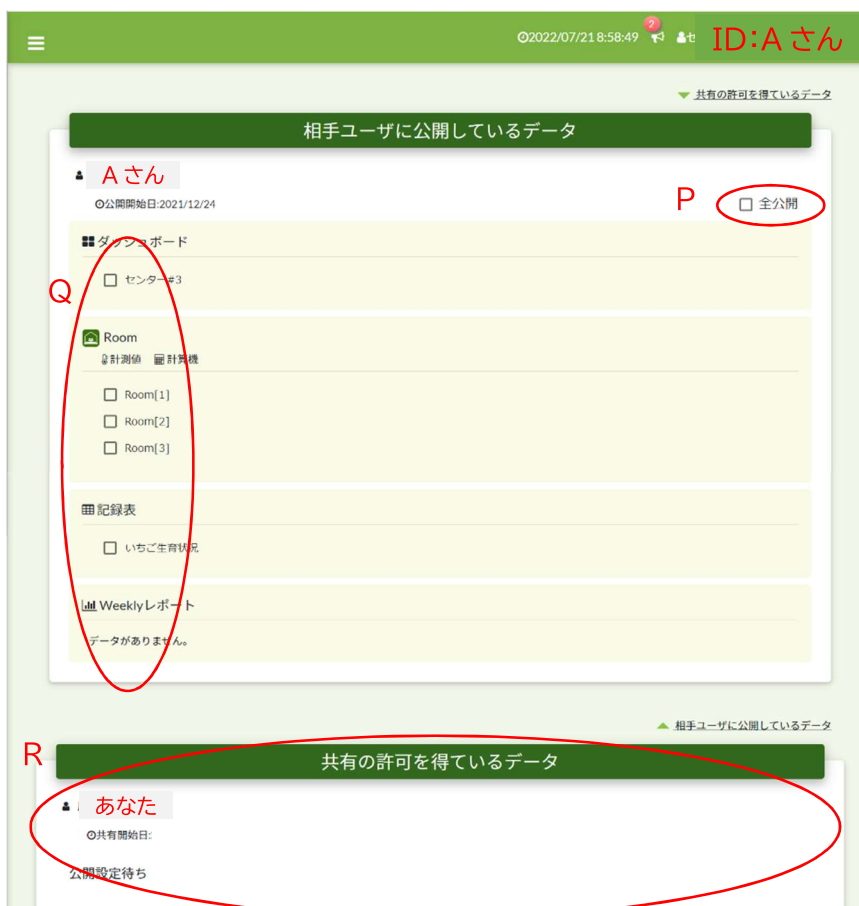 2022/07/21 8:58:49 2 セ ID:Aさん
共有の許可を得ているデータ
相手ユーザに公開しているデータ
Aさん
公開開始日:2021/12/24
P 全公開
ダッシュボード
Q センター#3
Room
計測値 計算機
Room[1]
Room[2]
Room[3]
記録表
いちご生育状況
Weeklyレポート
データがありません。
相手ユーザに公開しているデータ
R 共有の許可を得ているデータ
あなた
共有開始日:
公開設定待ち